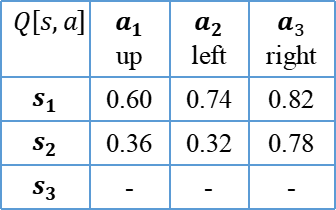 Q[s, a] a₁ a₂ a₃
up left right
s₁ 0.60 0.74 0.82
s₂ 0.36 0.32 0.78
s₃ - - -